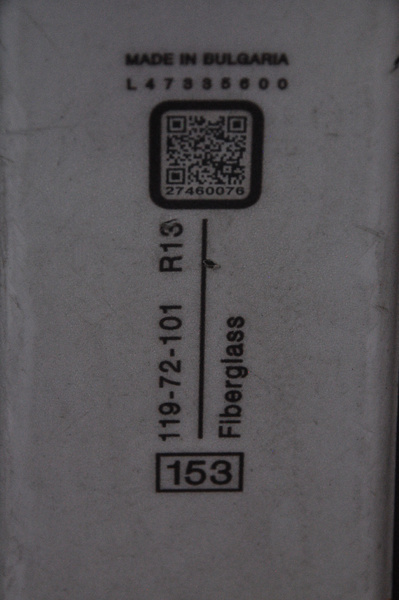 MADE IN BULGARIA
L47335600
27460076
119-72-101 R13
Fiberglass
153